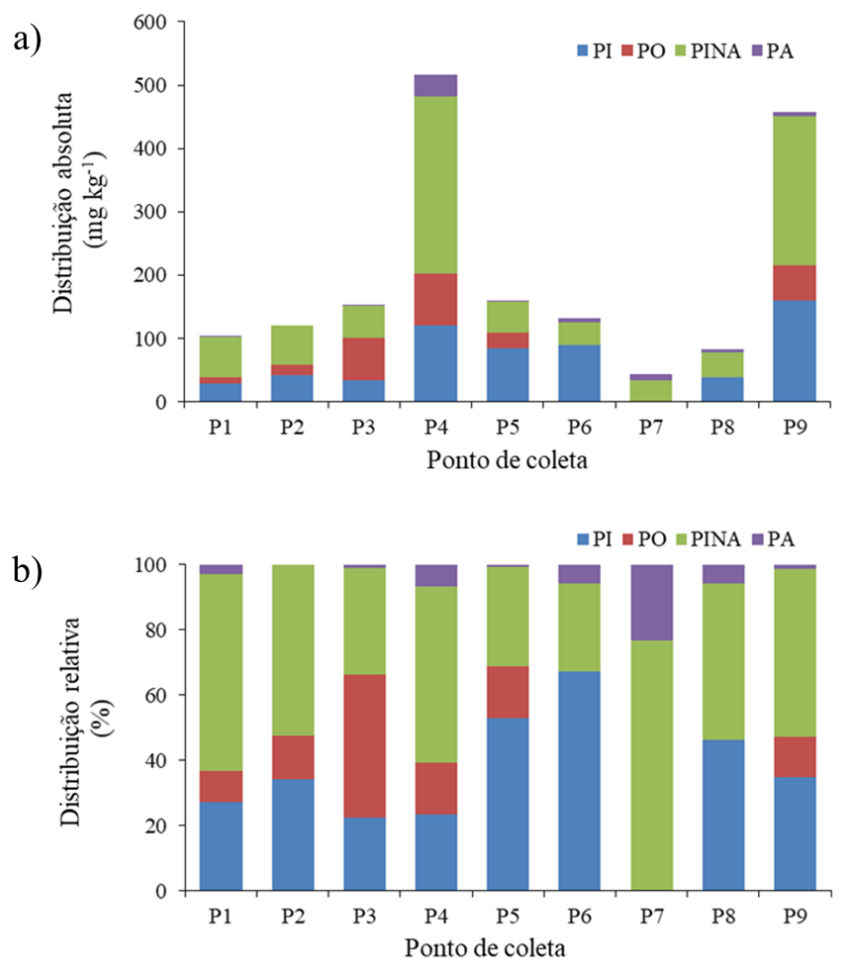 a)
PI PO PINA PA
Distribuição absoluta
(mg kg-1)
600
500
400
300
200
100
0
P1 P2 P3 P4 P5 P6 P7 P8 P9
Ponto de coleta
b)
PI PO PINA PA
Distribuição relativa
(%)
100
80
60
40
20
0
P1 P2 P3 P4 P5 P6 P7 P8 P9
Ponto de coleta